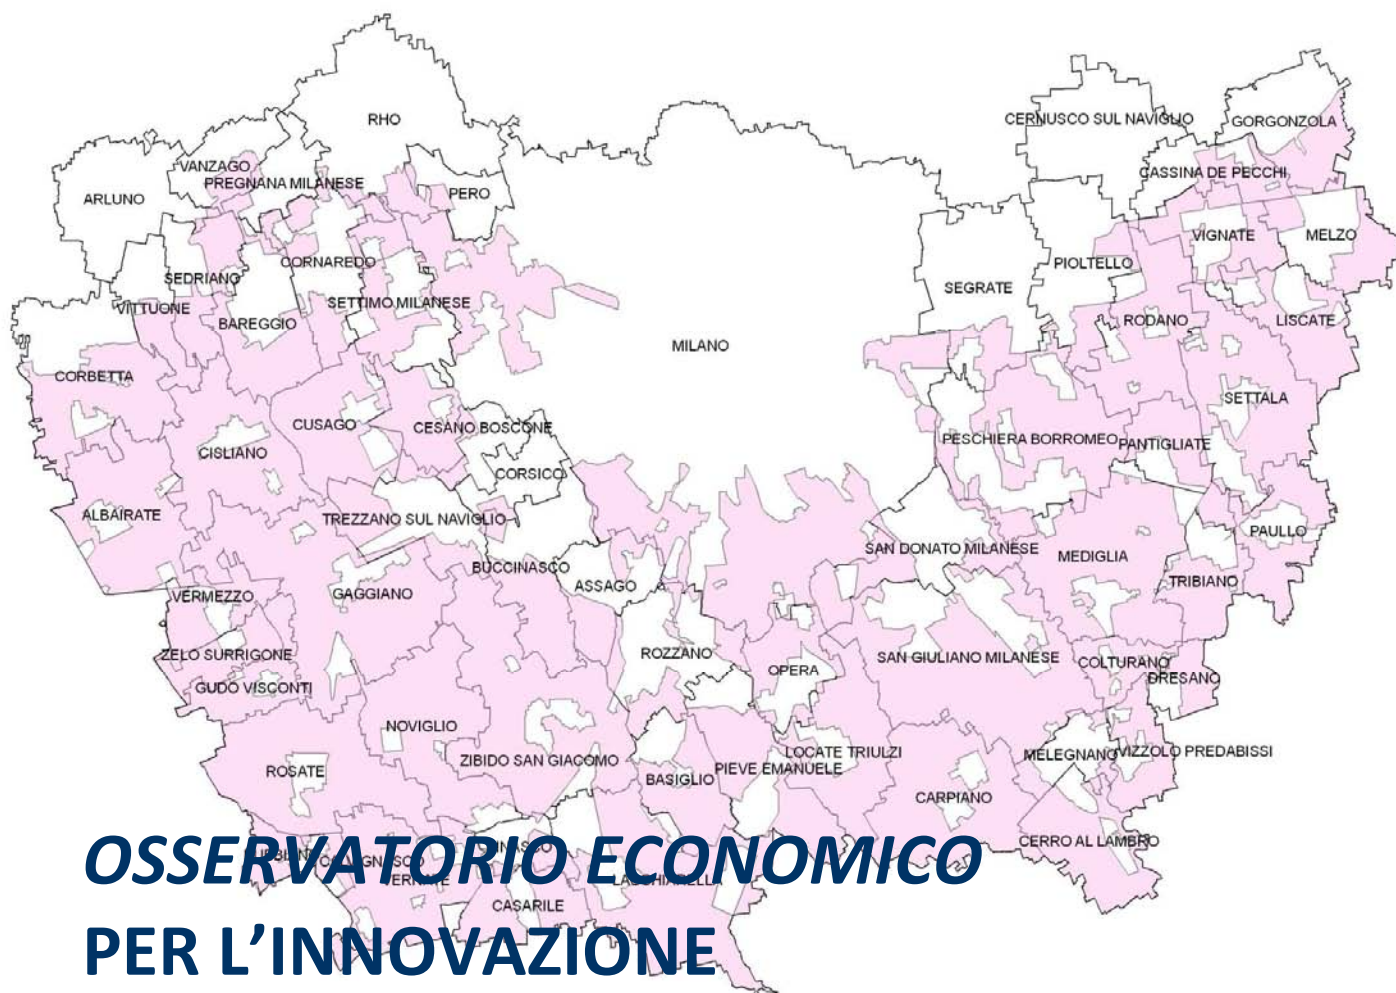 RHO
CERNUSCO SUL NAVIGLIO
GORGONZOLA
VANZAGO
CASSINA DE PECCHI
PREGNANA MILANESE
ARLUNO
PERO
VIGNATE
MELZO
CORNAREDO
PIOLTELLO
SEDRIANO
SEGRATE
SETTIMO MILANESE
VITTUONE
BAREGGIO
RODANO
LISCATE
MILANO
CORBETTA
SETTALA
CUSAGO
CESANO BOSCONE
PESCHIERA BORROMEO
PANTIGLIATE
CISLIANO
CORSICO
ALBAIRATE
TREZZANO SUL NAVIGLIO
PAULLO
SAN DONATO MILANESE
MEDIGLIA
BUCCINASCO
ASSAGO
TRIBIANO
VERMEZZO
GAGGIANO
ZELO SURRIGONE
ROZZANO
SAN GIULIANO MILANESE
COLTURANO
OPERA
DRESANO
GUDO VISCONTI
NOVIGLIO
LOCATE TRIULZI
MELEGNANO
VIZZOLO PREDABISSI
ZIBIDO SAN GIACOMO
PIEVE EMANUELE
ROSATE
BASIGLIO
CARPIANO
CERRO AL LAMBRO
OSSERVATORIO ECONOMICO
VERNATE
LACCHIARELLA
CASARILE
PER L’INNOVAZIONE